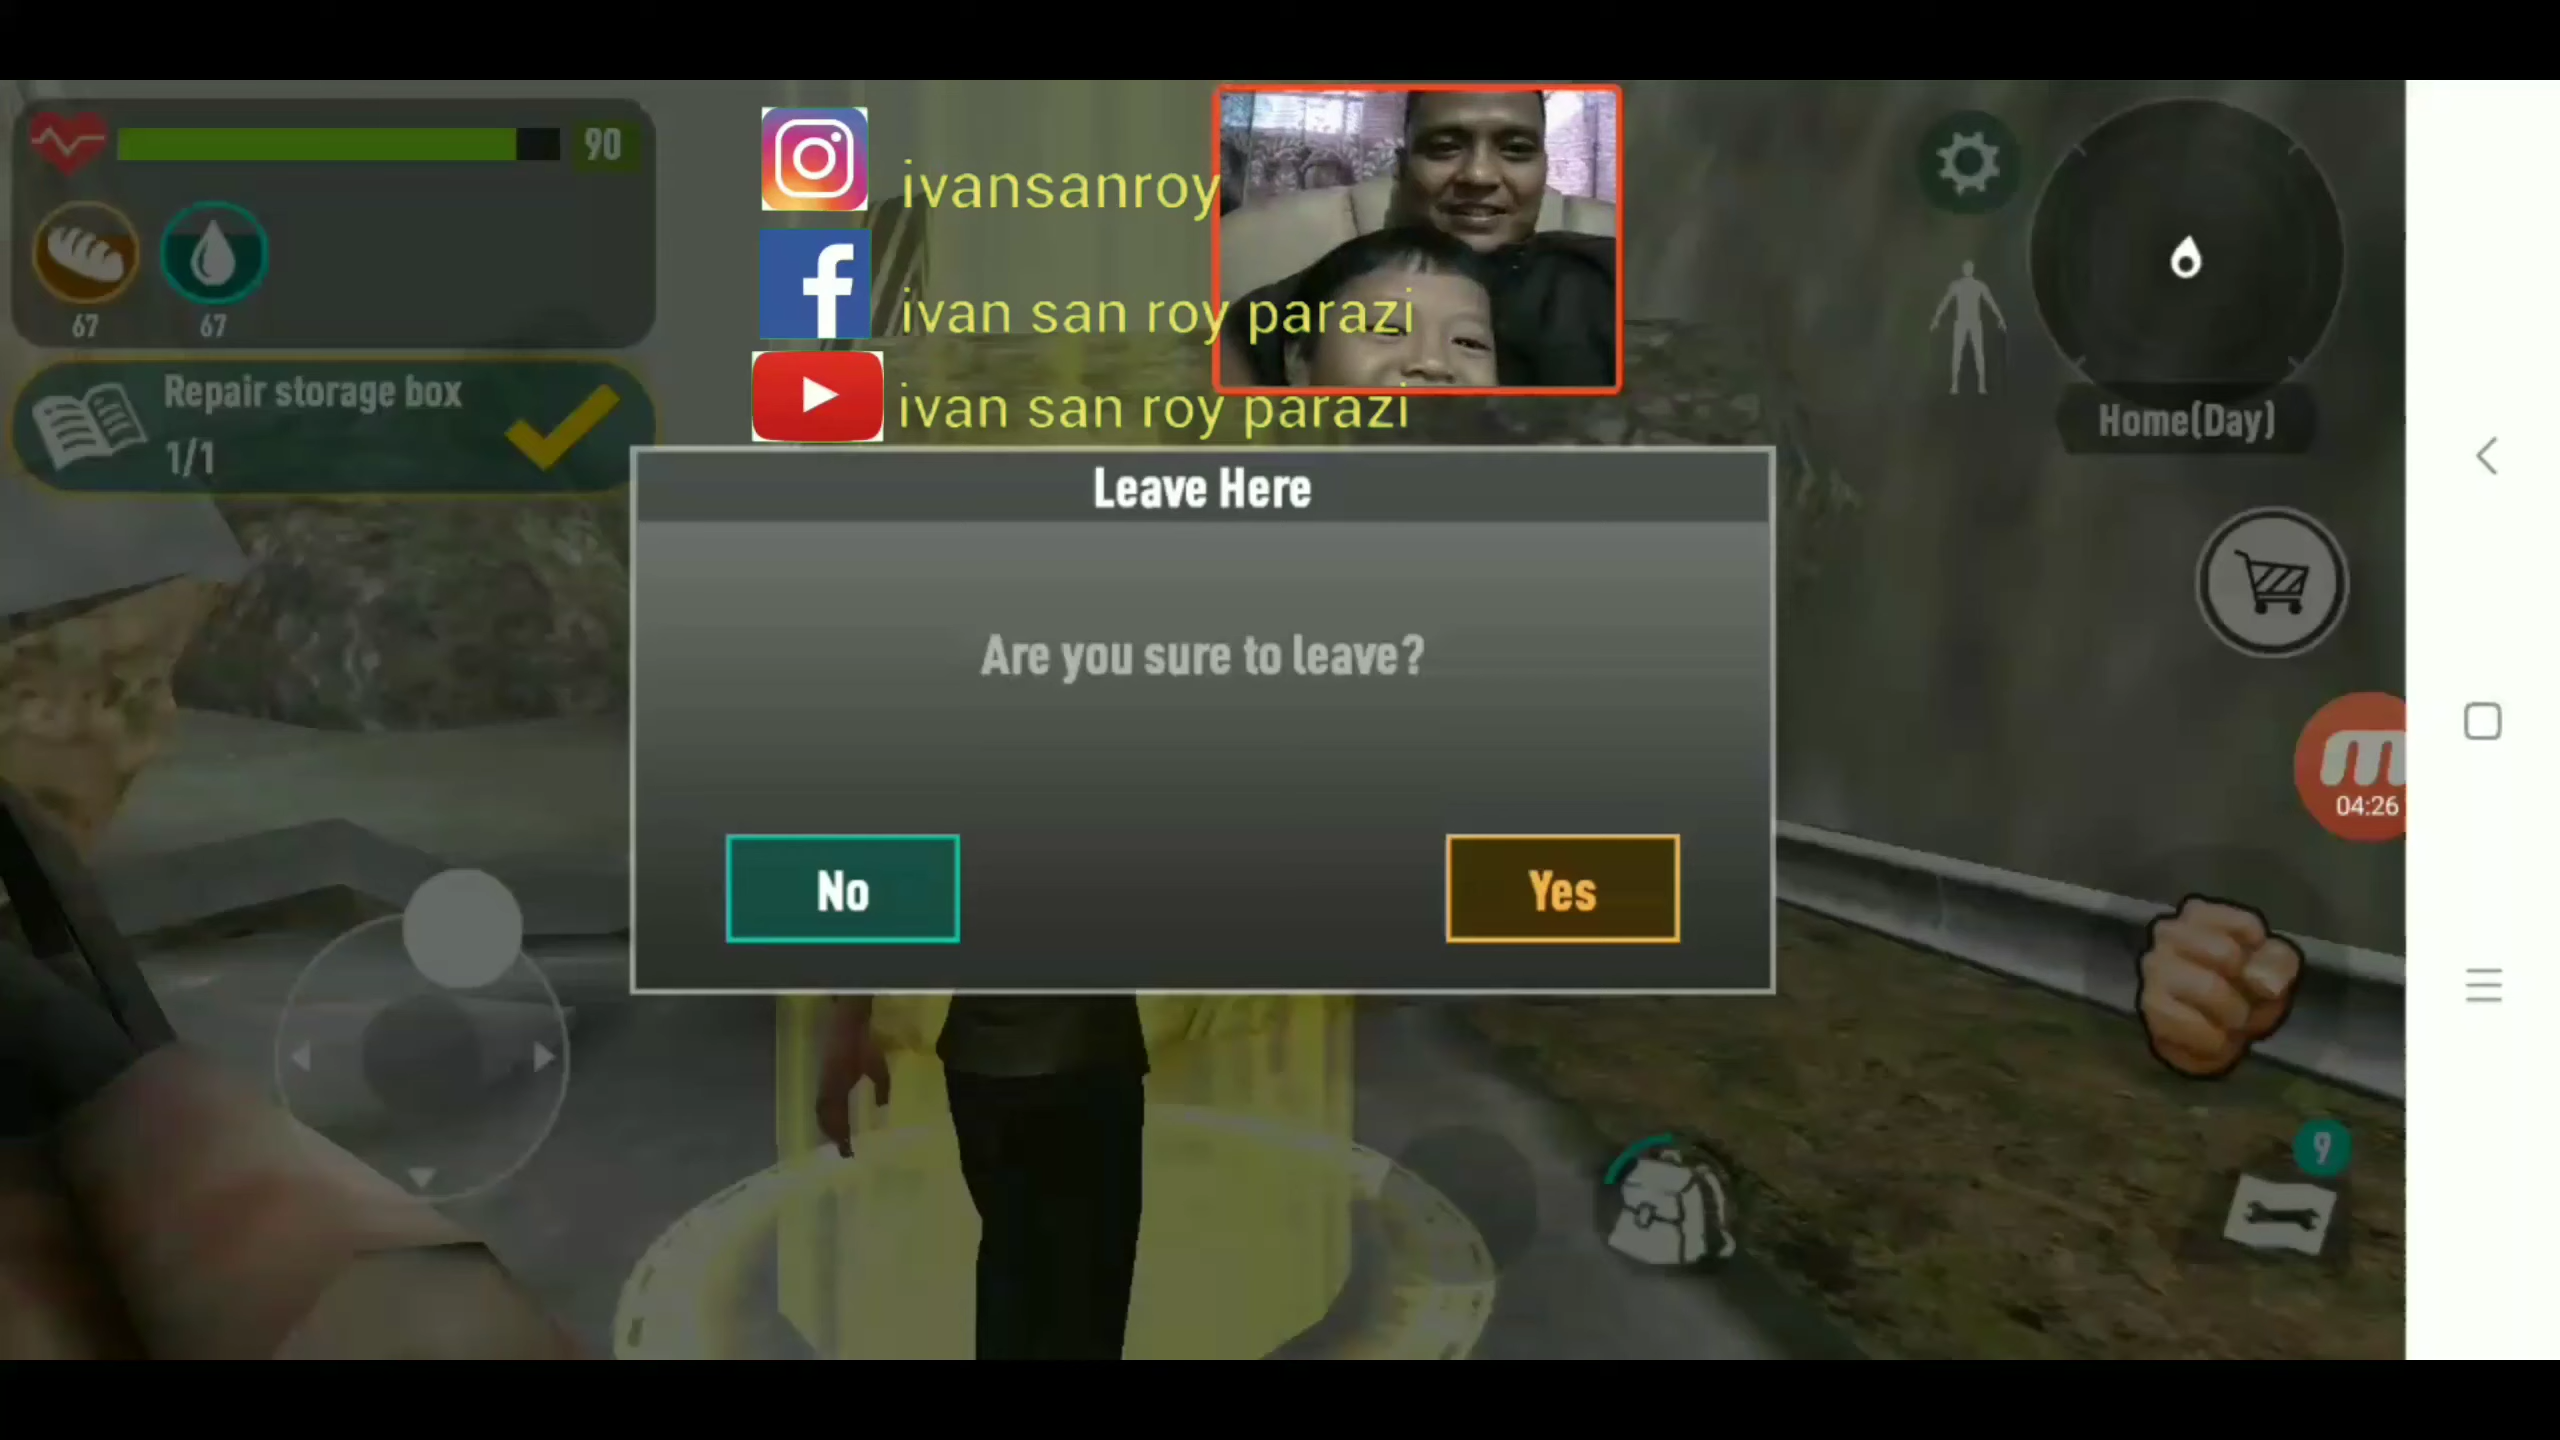 90
67
67
Repair storage box
1/1
ivansanroy
ivan san roy parazi
ivan san roy parazi
Home(Day)
Leave Here
Are you sure to leave?
No
Yes
04:26
9